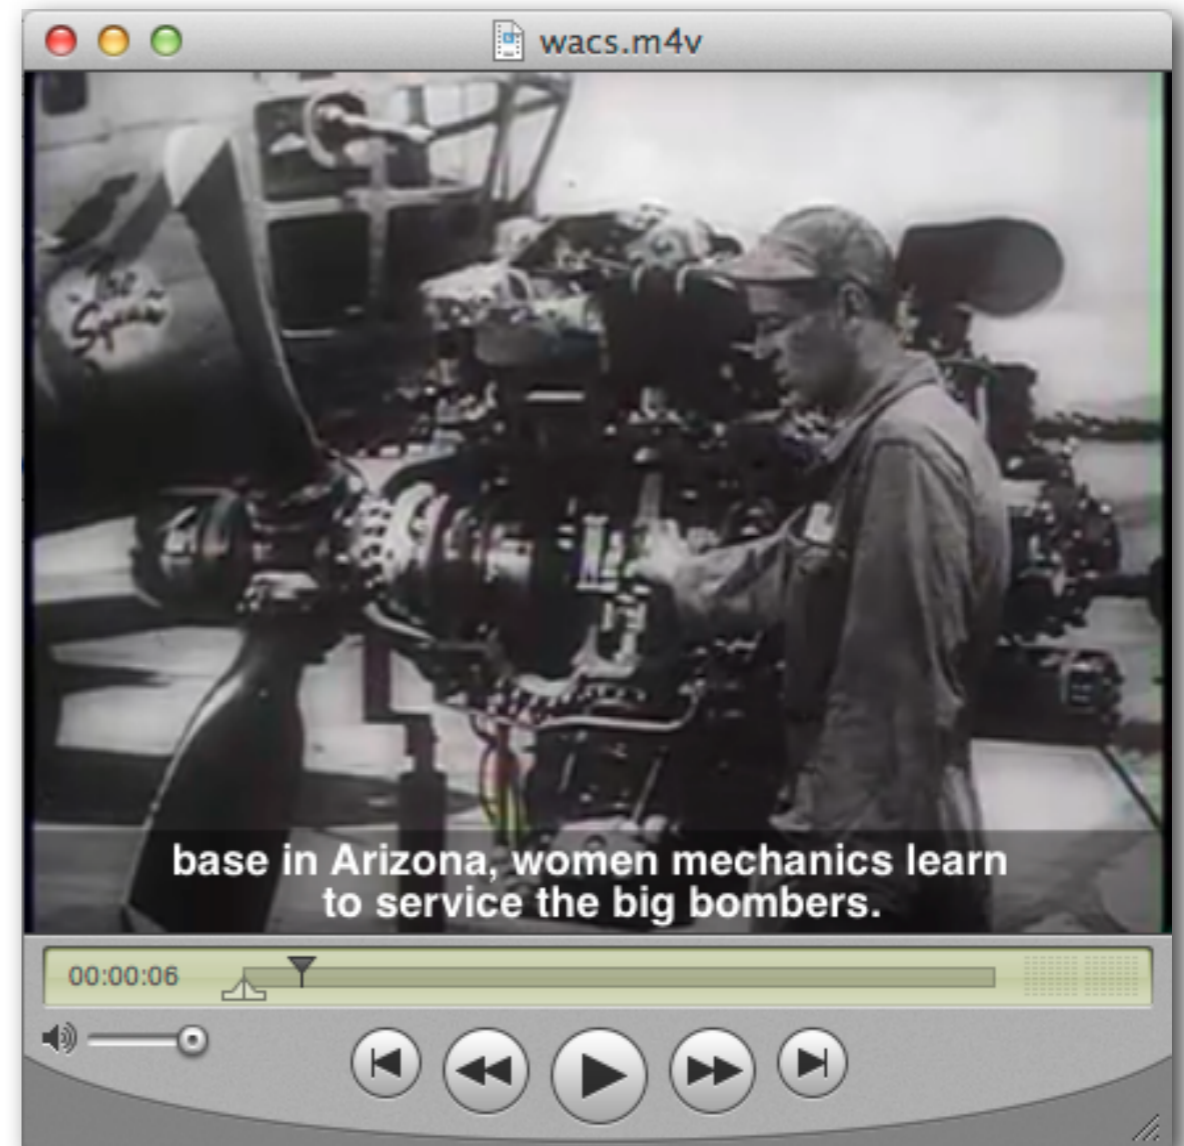 wacs.m4v
The
Squaw
base in Arizona, women mechanics learn
to service the big bombers.
00:00:06